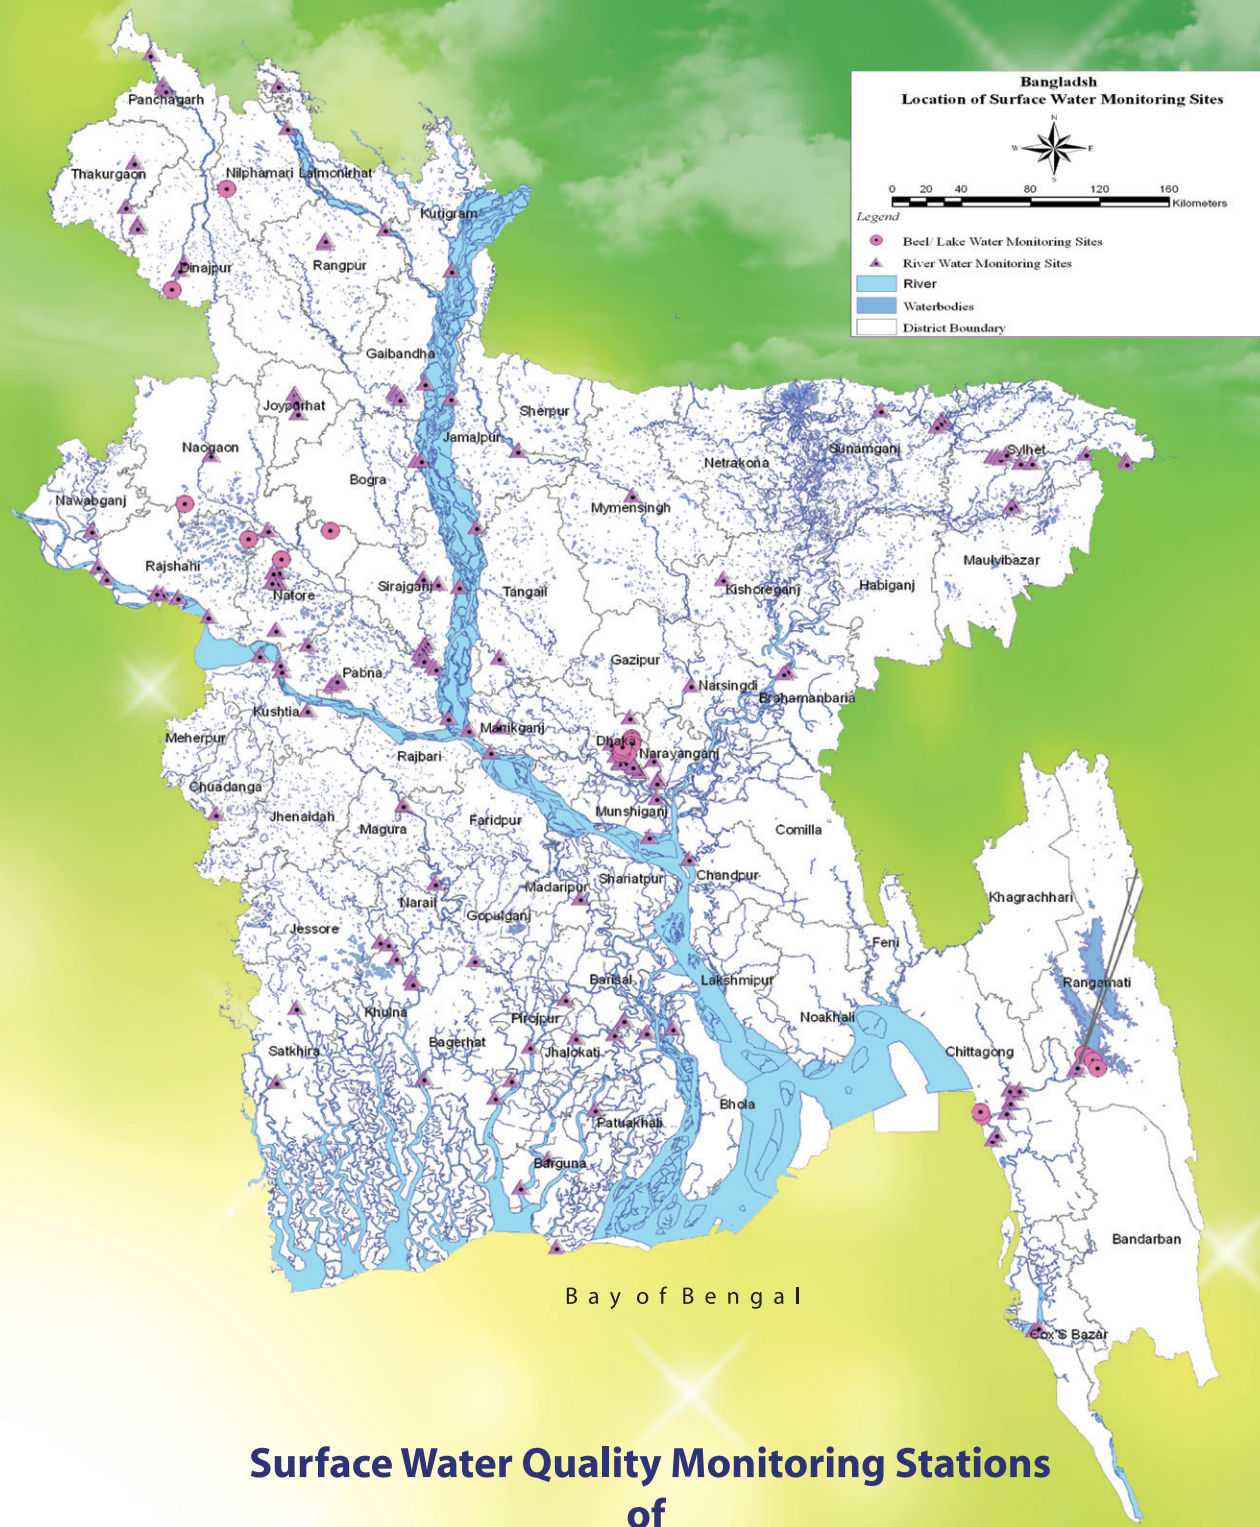 Bangladsh
Location of Surface Water Monitoring Sites
N
W E
S
0 20 40 80 120 160
Kilometers
Legend
Beel/ Lake Water Monitoring Sites
River Water Monitoring Sites
River
Waterbodies
District Boundary
Panchagarh
Thakurgaon
Nilphamari Lalmonirhat
Kurigram
Dinajpur
Rangpur
Gaibandha
Joypurhat
Sherpur
Jamalpur
Naogaon
Netrakona
Sunamganj
Sylhet
Bogra
Nawabganj
Mymensingh
Rajshahi
Maulvibazar
Sirajganj
Natore
Tangail
Kishoreganj
Habiganj
Gazipur
Pabna
Narsingdi
Brahamanbaria
Kushtia
Meherpur
Manikganj
Dhaka
Narayanganj
Rajbari
Chuadanga
Jhenaidah
Magura
Faridpur
Munshiganj
Comilla
Shariatpur
Chandpur
Madaripur
Khagrachhari
Narail
Gopalganj
Jessore
Feni
Barisal
Lakshmipur
Rangamati
Khulna
Pirojpur
Noakhali
Bagerhat
Satkhira
Jhalokati
Chittagong
Bhola
Patuakhali
Barguna
Bandarban
Bay of Bengal
Cox'S Bazar
Surface Water Quality Monitoring Stations
of